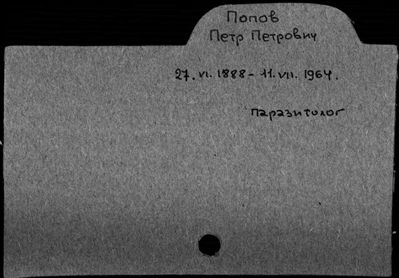 Попов
Петр Петрович
27.VI.1888 – 11.VII.1964.
паразитолог